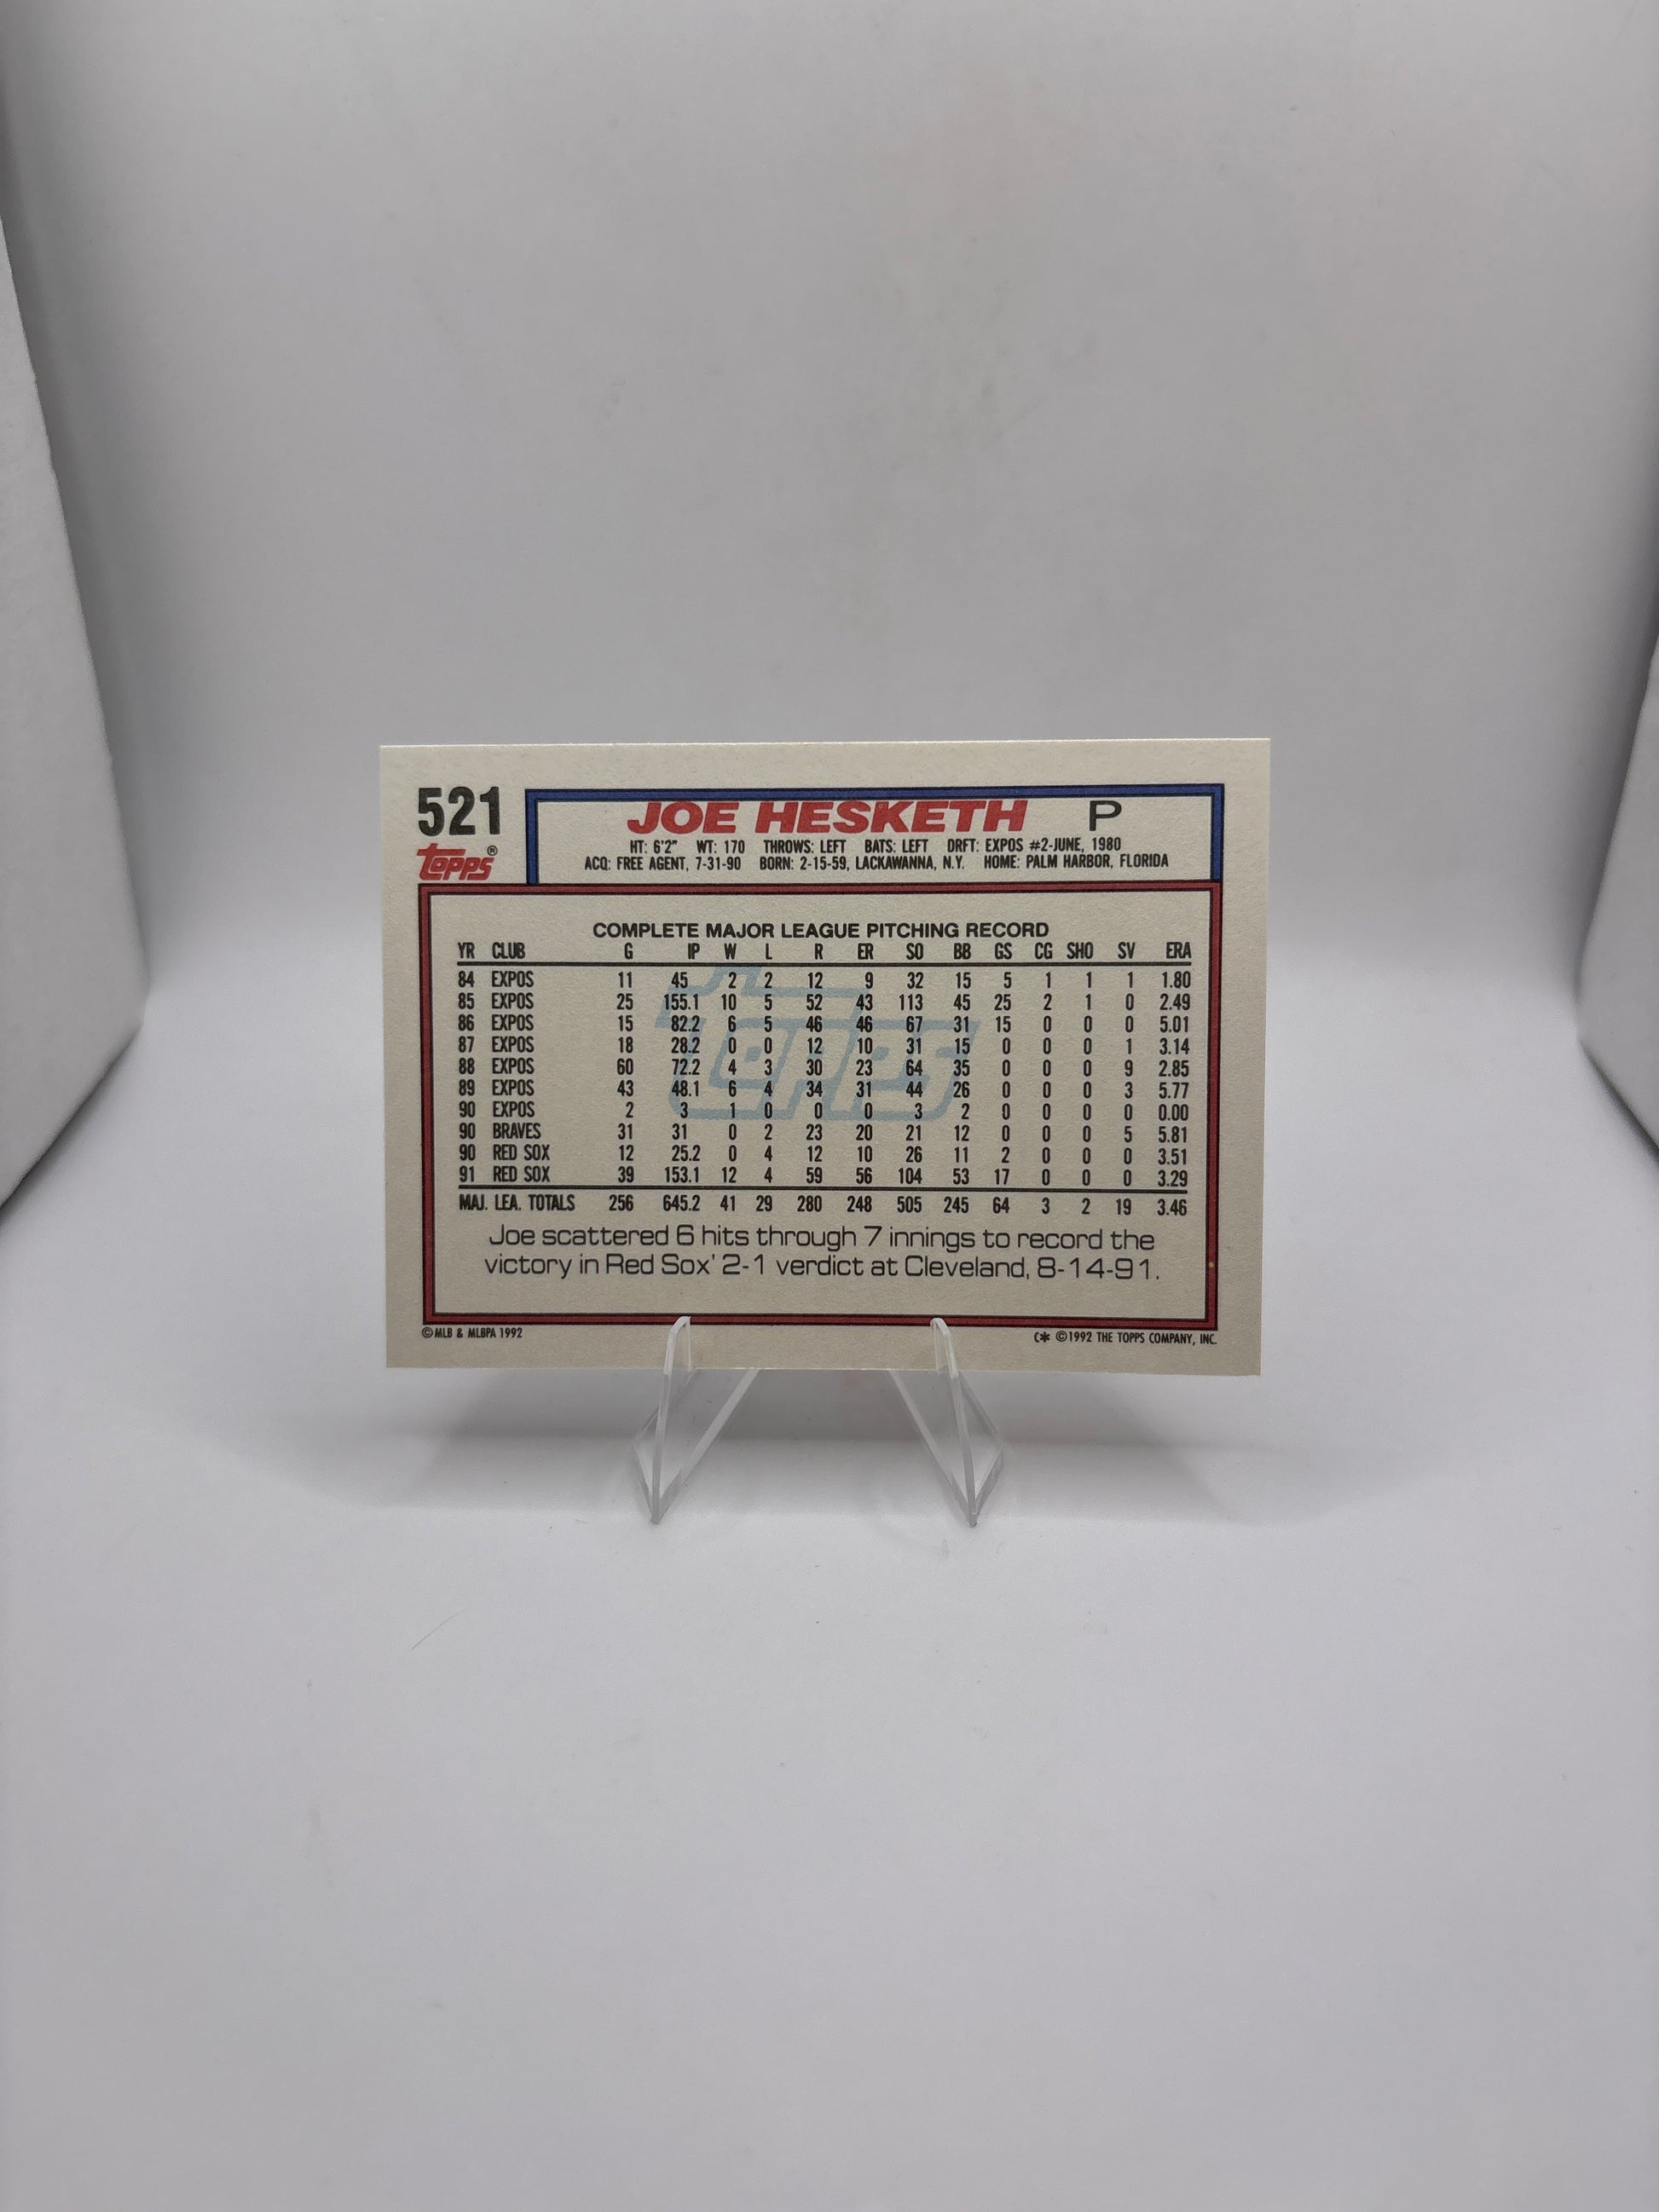 521
JOE HESKETH P
Topps®
HT: 6'2" WT: 170 THROWS: LEFT BATS: LEFT DRFT: EXPOS #2-JUNE, 1980
ACQ: FREE AGENT, 7-31-90 BORN: 2-15-59, LACKAWANNA, N.Y. HOME: PALM HARBOR, FLORIDA
COMPLETE MAJOR LEAGUE PITCHING RECORD
YR CLUB G IP W L R ER SO BB GS CG SHO SV ERA
84 EXPOS 11 45 2 2 12 9 32 15 5 1 1 1 1.80
85 EXPOS 25 155.1 10 5 52 43 113 45 25 2 1 0 2.49
86 EXPOS 15 82.2 6 5 46 46 67 31 15 0 0 0 5.01
87 EXPOS 18 28.2 0 0 12 10 31 15 0 0 0 1 3.14
88 EXPOS 60 72.2 4 3 30 23 64 35 0 0 0 9 2.85
89 EXPOS 43 48.1 6 4 34 31 44 26 0 0 0 3 5.77
90 EXPOS 2 3 1 0 0 0 3 2 0 0 0 0 0.00
90 BRAVES 31 31 0 2 23 20 21 12 0 0 0 5 5.81
90 RED SOX 12 25.2 0 4 12 10 26 11 2 0 0 0 3.51
91 RED SOX 39 153.1 12 4 59 56 104 53 17 0 0 0 3.29
MAJ. LEA. TOTALS 256 645.2 41 29 280 248 505 245 64 3 2 19 3.46
Topps
Joe scattered 6 hits through 7 innings to record the
victory in Red Sox' 2-1 verdict at Cleveland, 8-14-91.
©MLB & MLBPA 1992
C* ©1992 THE TOPPS COMPANY, INC.